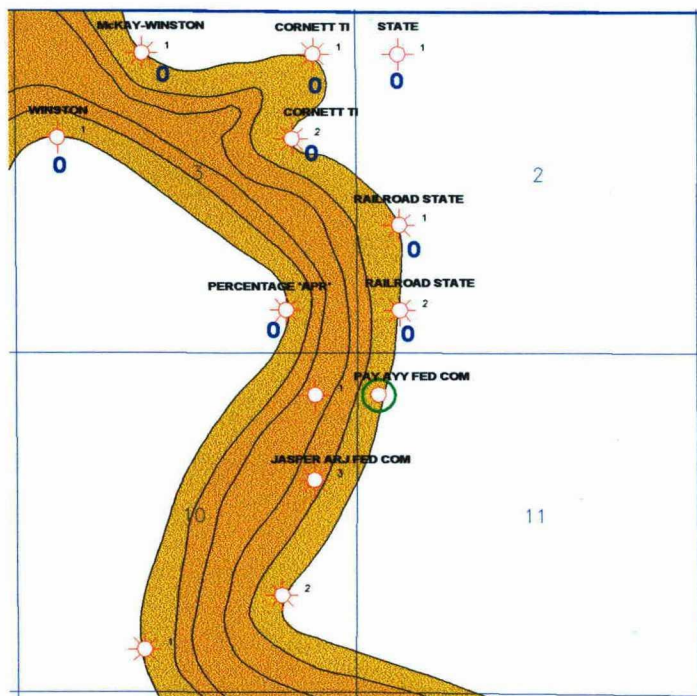 McKAY-WINSTON
1
0
CORNETT TI
1
0
STATE
1
0
WINSTON
1
0
CORNETT TI
2
0
3
2
RAILROAD STATE
1
0
PERCENTAGE "APR"
0
RAILROAD STATE
2
0
1
PAY AYY FED COM
JASPER ARJ FED COM
3
10
11
2
1